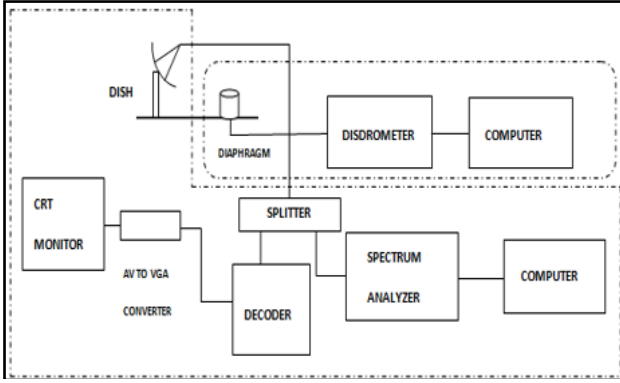 DISH
DIAPHRAGM
DISDROMETER
COMPUTER
CRT
MONITOR
AV TO VGA
CONVERTER
SPLITTER
DECODER
SPECTRUM
ANALYZER
COMPUTER